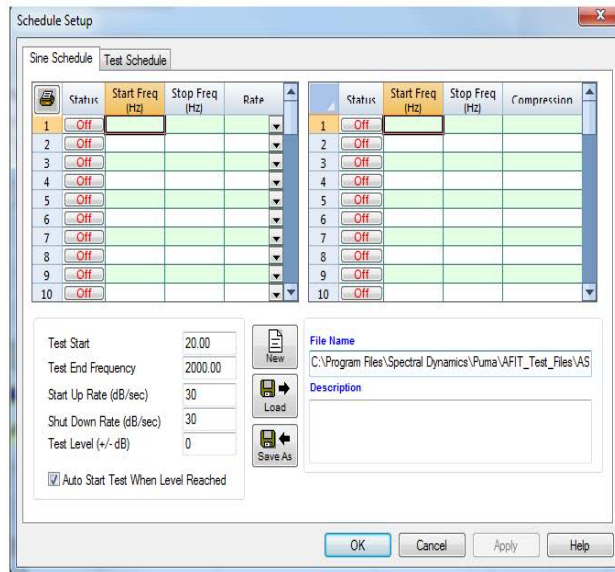 Schedule Setup
Sine Schedule Test Schedule
Status Start Freq (Hz) Stop Freq (Hz) Rate Status Start Freq (Hz) Stop Freq (Hz) Compression
1 Off 1 Off
2 Off 2 Off
3 Off 3 Off
4 Off 4 Off
5 Off 5 Off
6 Off 6 Off
7 Off 7 Off
8 Off 8 Off
9 Off 9 Off
10 Off 10 Off
Test Start 20.00
Test End Frequency 2000.00
Start Up Rate (dB/sec) 30
Shut Down Rate (dB/sec) 30
Test Level (+/- dB) 0
Auto Start Test When Level Reached
New
Load
Save As
File Name
C:\Program Files\Spectral Dynamics\Puma\AFIT_Test_Files\AS
Description
OK Cancel Apply Help